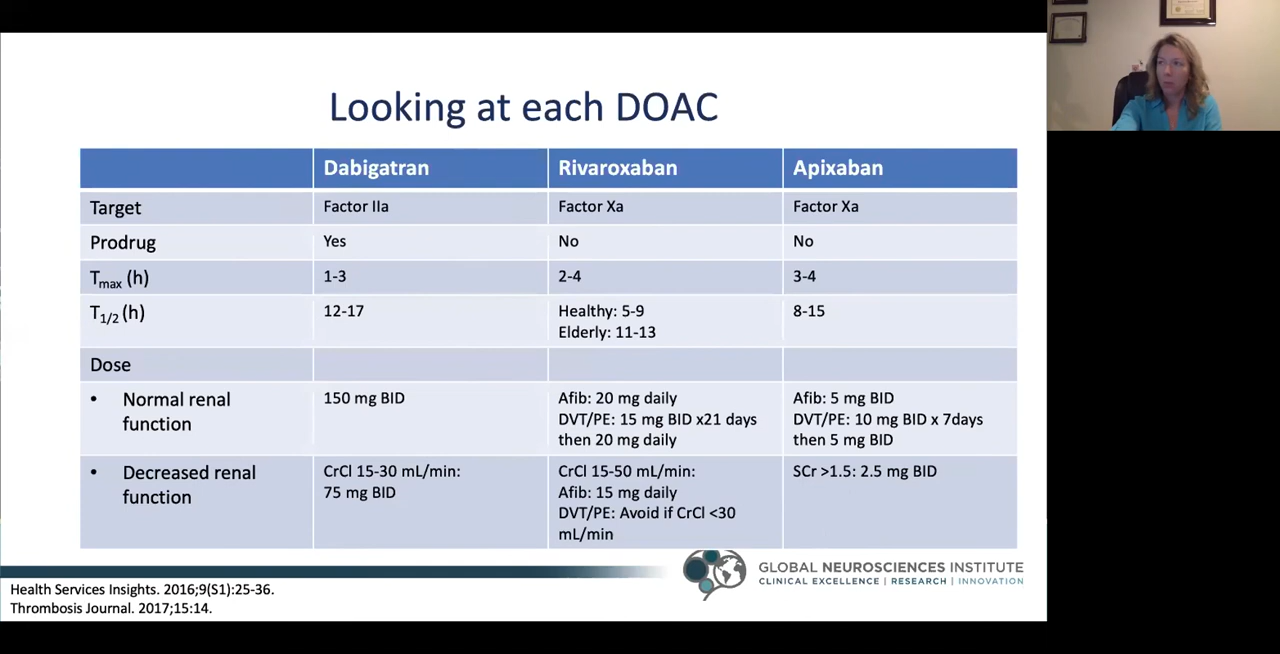 Looking at each DOAC
Dabigatran Rivaroxaban Apixaban
Target Factor IIa Factor Xa Factor Xa
Prodrug Yes No No
Tmax (h) 1-3 2-4 3-4
T1/2 (h) 12-17 Healthy: 5-9 8-15
Elderly: 11-13
Dose
• Normal renal function 150 mg BID
Afib: 20 mg daily
DVT/PE: 15 mg BID x21 days
then 20 mg daily
Afib: 5 mg BID
DVT/PE: 10 mg BID x 7days
then 5 mg BID
• Decreased renal function
CrCl 15-30 mL/min:
75 mg BID
CrCl 15-50 mL/min:
Afib: 15 mg daily
DVT/PE: Avoid if CrCl <30
mL/min
SCr >1.5: 2.5 mg BID
GLOBAL NEUROSCIENCES INSTITUTE
CLINICAL EXCELLENCE | RESEARCH | INNOVATION
Health Services Insights. 2016;9(S1):25-36.
Thrombosis Journal. 2017;15:14.